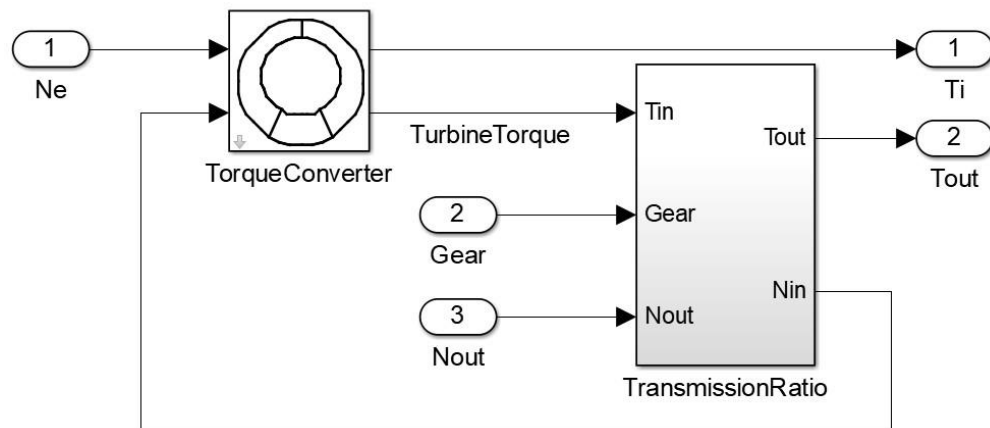 1
Ne
TorqueConverter
TurbineTorque
1
Ti
Tin
Tout
2
Tout
2
Gear
Gear
Nin
3
Nout
Nout
TransmissionRatio